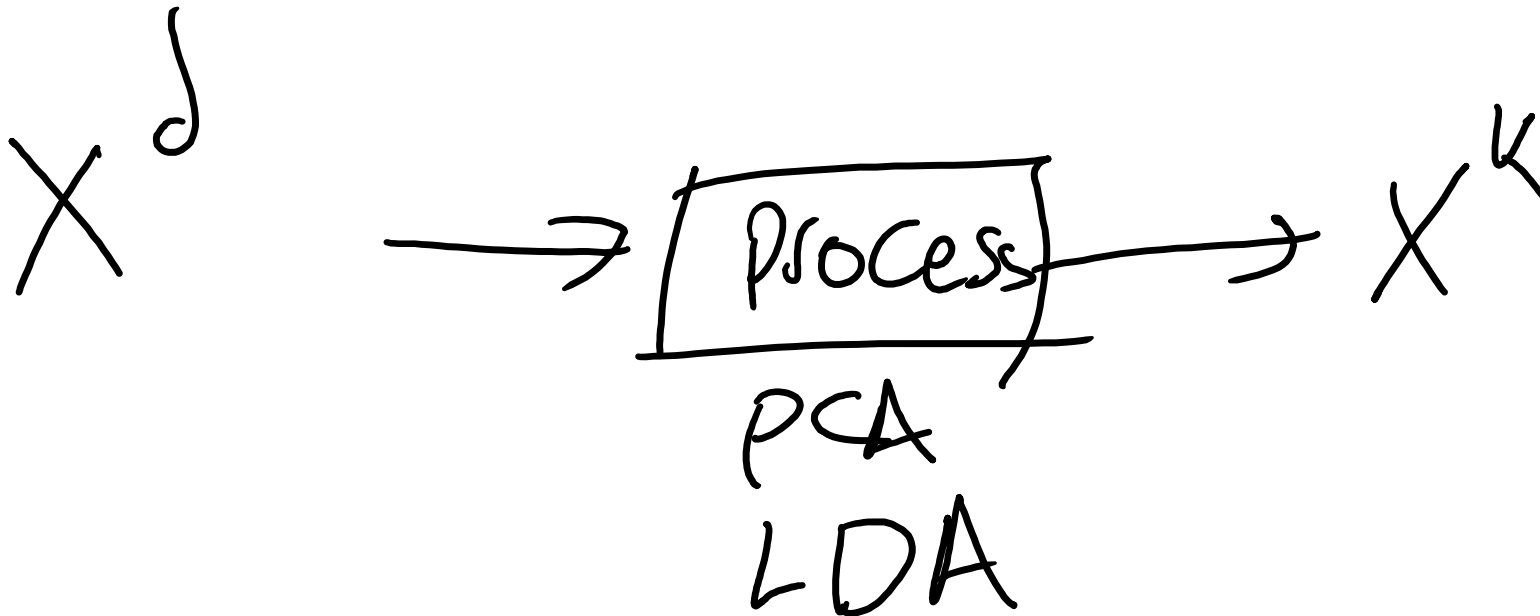 X^d → process → X^k
PCA
LDA